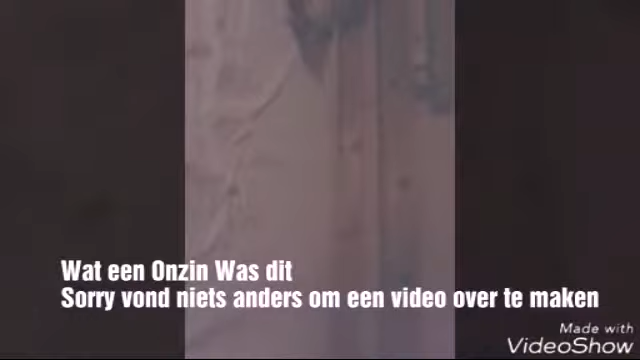 Wat een Onzin Was dit
Sorry vond niets anders om een video over te maken
Made with
VideoShow